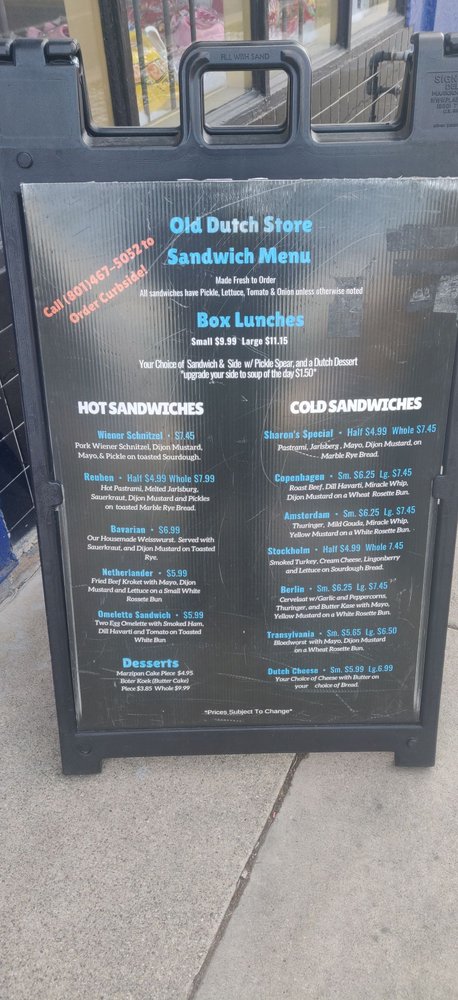 ALL WITH SAND
SIGN
Call (801)467-5052 to
Order Curbside!
Old Dutch Store
Sandwich Menu
Made Fresh to Order
All sandwiches have Pickle, Lettuce, Tomato & Onion unless otherwise noted
Box Lunches
Small $9.99 Large $11.15
Your Choice of Sandwich & Side w/ Pickle Spear, and a Dutch Dessert
*upgrade your side to soup of the day $1.50*
HOT SANDWICHES
Wiener Schnitzel • $7.45
Pork Wiener Schnitzel, Dijon Mustard,
Mayo, & Pickle on toasted Sourdough.
Reuben • Half $4.99 Whole $7.99
Hot Pastrami, Melted Jarlsburg,
Sauerkraut, Dijon Mustard and Pickles
on toasted Marble Rye Bread.
Bavarian • $6.99
Our Housemade Weisswurst. Served with
Sauerkraut, and Dijon Mustard on Toasted
Rye.
Netherlander • $5.99
Fried Beef Kroket with Mayo, Dijon
Mustard and Lettuce on a Small White
Rossete Bun
Omelette Sandwich • $5.99
Two Egg Omelette with Smoked Ham,
Dill Havarti and Tomato on Toasted
White Bun
Desserts
Marzipan Cake Piece $4.95
Boter Koek (Butter Cake)
Piece $3.85 Whole $9.99
COLD SANDWICHES
Sharon's Special • Half $4.99 Whole $7.45
Pastrami, Jarlsberg, Mayo, Dijon Mustard, on
Marble Rye Bread.
Copenhagen • Sm. $6.25 Lg. $7.45
Roast Beef, Dill Havarti, Miracle Whip,
Dijon Mustard on a Wheat Rosette Bun.
Amsterdam • Sm. $6.25 Lg. $7.45
Thuringer, Mild Gouda, Miracle Whip,
Yellow Mustard on a White Rosette Bun.
Stockholm • Half $4.99 Whole 7.45
Smoked Turkey, Cream Cheese, Lingonberry
and Lettuce on Sourdough Bread.
Berlin • Sm. $6.25 Lg. $7.45
Cervelaat w/Garlic and Peppercorns,
Thuringer, and Butter Kase with Mayo,
Yellow Mustard on a White Rosette Bun.
Transylvania • Sm. $5.65 Lg. $6.50
Bloedworst with Mayo, Dijon Mustard
on a Wheat Rosette Bun.
Dutch Cheese • Sm. $5.99 Lg.6.99
Your Choice of Cheese with Butter on
your choice of Bread.
*Prices Subject To Change*